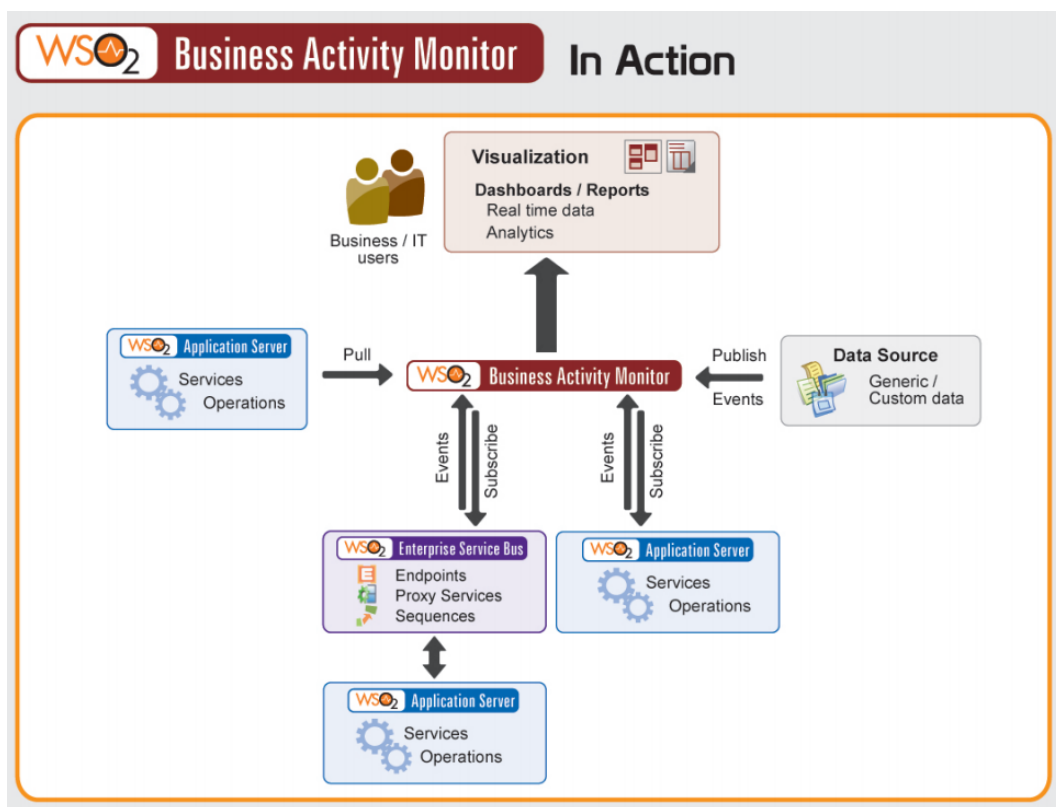 WSO2 Business Activity Monitor In Action
Visualization
Dashboards / Reports
Real time data
Analytics
Business / IT
users
WSO2 Application Server
Services
Operations
Pull
WSO2 Business Activity Monitor
Publish
Events
Data Source
Generic /
Custom data
Events
Subscribe
Events
Subscribe
WSO2 Enterprise Service Bus
E Endpoints
Proxy Services
Sequences
WSO2 Application Server
Services
Operations
WSO2 Application Server
Services
Operations